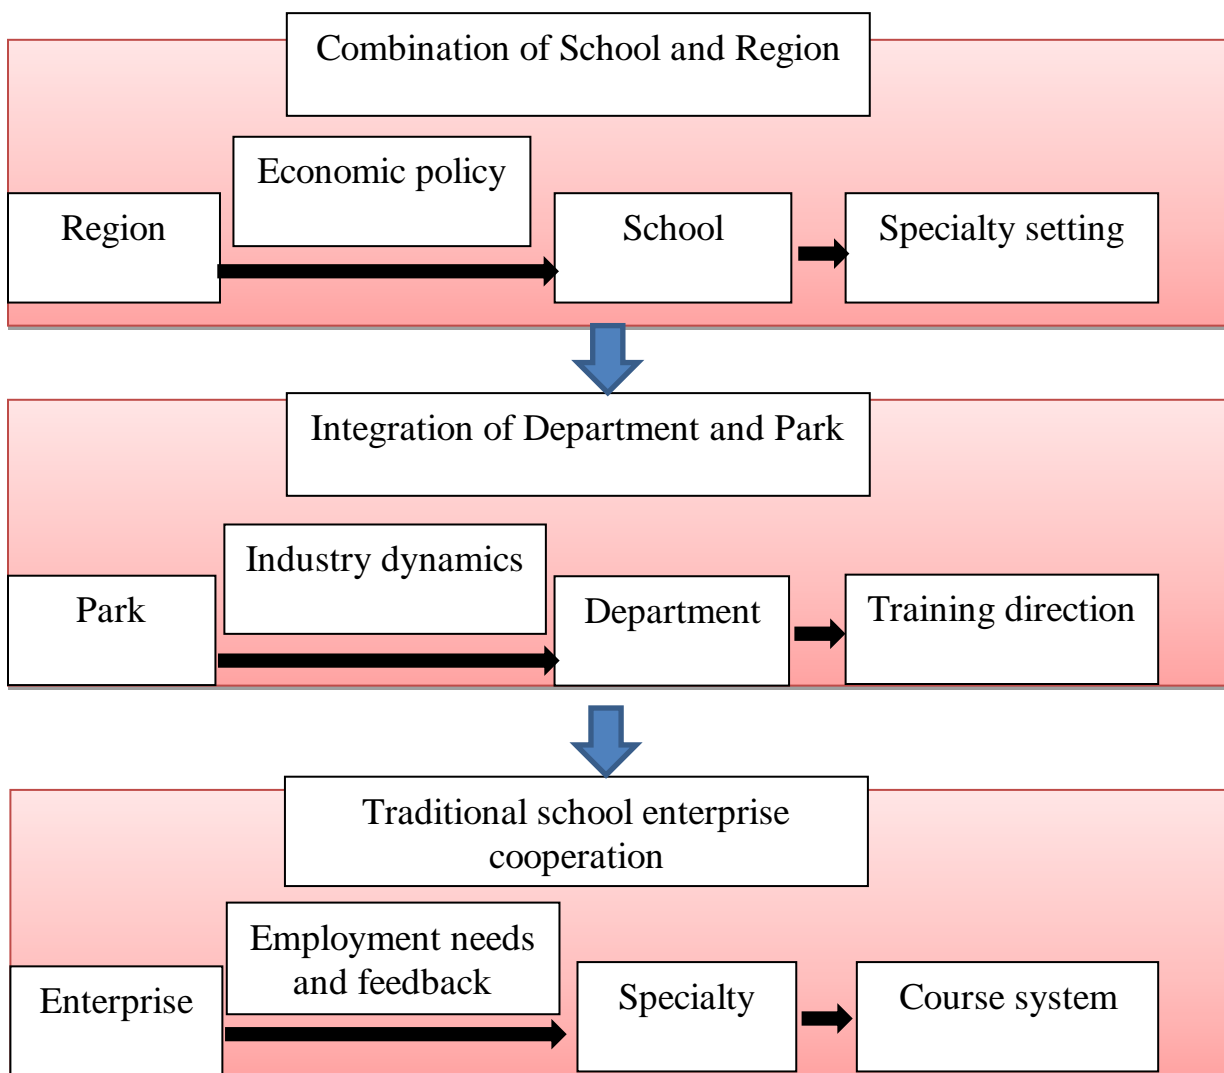 Combination of School and Region
Economic policy
Region
School
Specialty setting
Integration of Department and Park
Industry dynamics
Park
Department
Training direction
Traditional school enterprise
cooperation
Employment needs
and feedback
Enterprise
Specialty
Course system